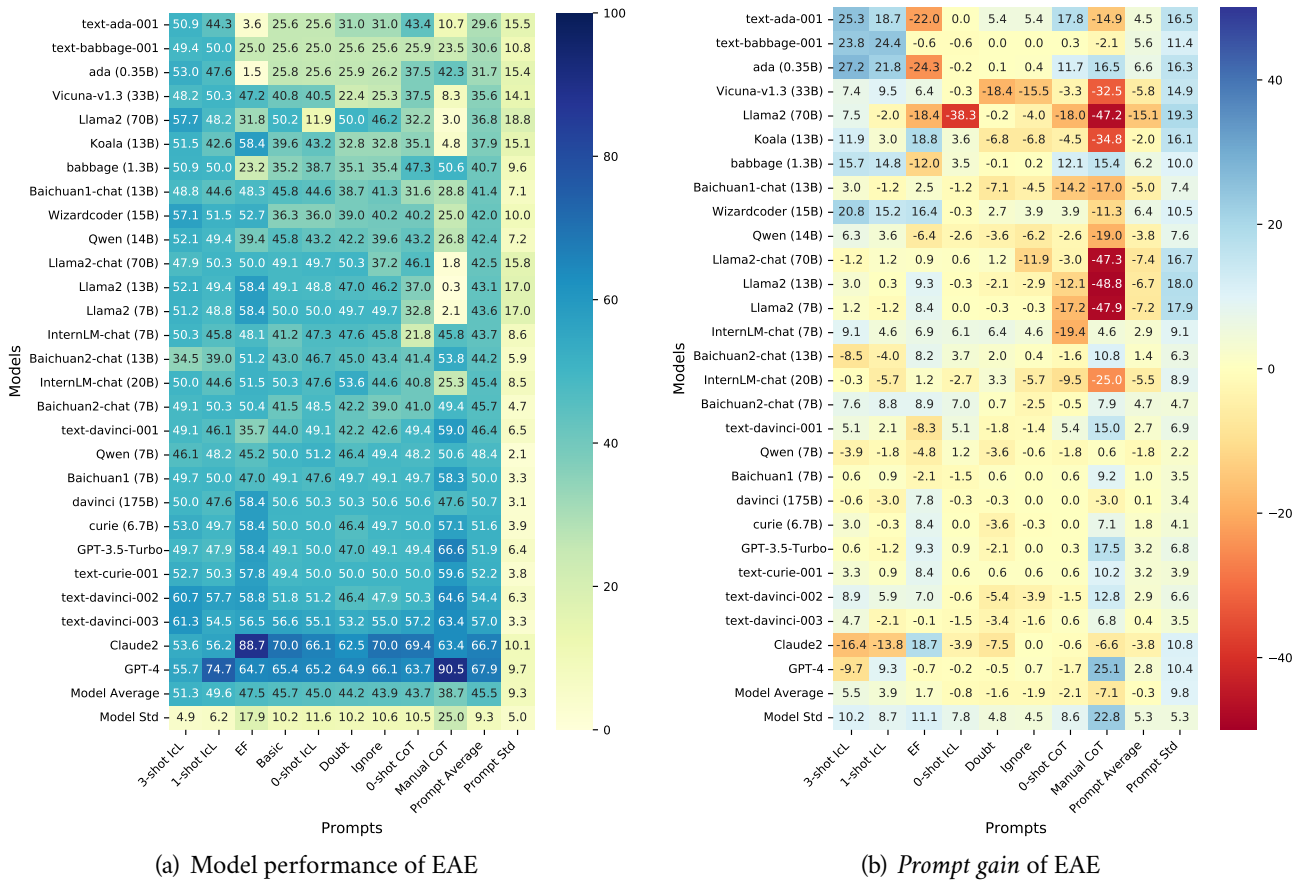 text-ada-001 50.9 44.3 3.6 25.6 25.6 31.0 31.0 43.4 10.7 29.6 15.5
text-babbage-001 49.4 50.0 25.0 25.6 25.0 25.6 25.6 25.9 23.5 30.6 10.8
ada (0.35B) 53.0 47.6 1.5 25.8 25.6 25.9 26.2 37.5 42.3 31.7 15.4
Vicuna-v1.3 (33B) 48.2 50.3 47.2 40.8 40.5 22.4 25.3 37.5 8.3 35.6 14.1
Llama2 (70B) 57.7 48.2 31.8 50.2 11.9 50.0 46.2 32.2 3.0 36.8 18.8
Koala (13B) 51.5 42.6 58.4 39.6 43.2 32.8 32.8 35.1 4.8 37.9 15.1
babbage (1.3B) 50.9 50.0 23.2 35.2 38.7 35.1 35.4 47.3 50.6 40.7 9.6
Baichuan1-chat (13B) 48.8 44.6 48.3 45.8 44.6 38.7 41.3 31.6 28.8 41.4 7.1
Wizardcoder (15B) 57.1 51.5 52.7 36.3 36.0 39.0 40.2 40.2 25.0 42.0 10.0
Qwen (14B) 52.1 49.4 39.4 45.8 43.2 42.2 39.6 43.2 26.8 42.4 7.2
Llama2-chat (70B) 47.9 50.3 50.0 49.1 49.7 50.3 37.2 46.1 1.8 42.5 15.8
Llama2 (13B) 52.1 49.4 58.4 49.1 48.8 47.0 46.2 37.0 0.3 43.1 17.0
Llama2 (7B) 51.2 48.8 58.4 50.0 50.0 49.7 49.7 32.8 2.1 43.6 17.0
InternLM-chat (7B) 50.3 45.8 48.1 41.2 47.3 47.6 45.8 21.8 45.8 43.7 8.6
Baichuan2-chat (13B) 34.5 39.0 51.2 43.0 46.7 45.0 43.4 41.4 53.8 44.2 5.9
InternLM-chat (20B) 50.0 44.6 51.5 50.3 47.6 53.6 44.6 40.8 25.3 45.4 8.5
Baichuan2-chat (7B) 49.1 50.3 50.4 41.5 48.5 42.2 39.0 41.0 49.4 45.7 4.7
text-davinci-001 49.1 46.1 35.7 44.0 49.1 42.2 42.6 49.4 59.0 46.4 6.5
Qwen (7B) 46.1 48.2 45.2 50.0 51.2 46.4 49.4 48.2 50.6 48.4 2.1
Baichuan1 (7B) 49.7 50.0 47.0 49.1 47.6 49.1 49.1 49.7 58.3 50.0 3.3
davinci (175B) 50.0 47.6 58.4 50.6 50.3 50.3 50.6 50.6 47.6 50.7 3.1
curie (6.7B) 53.0 49.7 58.4 50.0 50.0 46.4 49.7 50.0 57.1 51.6 3.9
GPT-3.5-Turbo 49.7 47.9 58.4 49.1 50.0 47.0 49.1 49.4 66.6 51.9 6.4
text-curie-001 52.7 50.3 57.8 49.4 50.0 50.0 50.0 50.0 59.6 52.2 3.8
text-davinci-002 60.7 57.7 58.8 51.8 51.2 46.4 47.9 50.3 64.6 54.4 6.3
text-davinci-003 61.3 54.5 56.5 56.6 55.1 53.2 55.0 57.2 63.4 57.0 3.3
Claude2 53.6 56.2 88.7 70.0 66.1 62.5 70.0 69.4 63.4 66.7 10.1
GPT-4 55.7 74.7 64.7 65.4 65.2 64.9 66.1 63.7 90.5 67.9 9.7
Model Average 51.3 49.6 47.5 45.7 45.0 44.2 43.9 43.7 38.7 45.5 9.3
Model Std 4.9 6.2 17.9 10.2 11.6 10.2 10.6 10.5 25.0 9.3 5.0
3-shot IcL 1-shot IcL EF Basic 0-shot IcL Doubt Ignore 0-shot CoT Manual CoT Prompt Average Prompt Std
Prompts
Models
100
80
60
40
20
0
(a) Model performance of EAE
text-ada-001 25.3 18.7 -22.0 0.0 5.4 5.4 17.8 -14.9 4.5 16.5
text-babbage-001 23.8 24.4 -0.6 -0.6 0.0 0.0 0.3 -2.1 5.6 11.4
ada (0.35B) 27.2 21.8 -24.3 -0.2 0.1 0.4 11.7 16.5 6.6 16.3
Vicuna-v1.3 (33B) 7.4 9.5 6.4 -0.3 -18.4 -15.5 -3.3 -32.5 -5.8 14.9
Llama2 (70B) 7.5 -2.0 -18.4 -38.3 -0.2 -4.0 -18.0 -47.2 -15.1 19.3
Koala (13B) 11.9 3.0 18.8 3.6 -6.8 -6.8 -4.5 -34.8 -2.0 16.1
babbage (1.3B) 15.7 14.8 -12.0 3.5 -0.1 0.2 12.1 15.4 6.2 10.0
Baichuan1-chat (13B) 3.0 -1.2 2.5 -1.2 -7.1 -4.5 -14.2 -17.0 -5.0 7.4
Wizardcoder (15B) 20.8 15.2 16.4 -0.3 2.7 3.9 3.9 -11.3 6.4 10.5
Qwen (14B) 6.3 3.6 -6.4 -2.6 -3.6 -6.2 -2.6 -19.0 -3.8 7.6
Llama2-chat (70B) -1.2 1.2 0.9 0.6 1.2 -11.9 -3.0 -47.3 -7.4 16.7
Llama2 (13B) 3.0 0.3 9.3 -0.3 -2.1 -2.9 -12.1 -48.8 -6.7 18.0
Llama2 (7B) 1.2 -1.2 8.4 0.0 -0.3 -0.3 -17.2 -47.9 -7.2 17.9
InternLM-chat (7B) 9.1 4.6 6.9 6.1 6.4 4.6 -19.4 4.6 2.9 9.1
Baichuan2-chat (13B) -8.5 -4.0 8.2 3.7 2.0 0.4 -1.6 10.8 1.4 6.3
InternLM-chat (20B) -0.3 -5.7 1.2 -2.7 3.3 -5.7 -9.5 -25.0 -5.5 8.9
Baichuan2-chat (7B) 7.6 8.8 8.9 7.0 0.7 -2.5 -0.5 7.9 4.7 4.7
text-davinci-001 5.1 2.1 -8.3 5.1 -1.8 -1.4 5.4 15.0 2.7 6.9
Qwen (7B) -3.9 -1.8 -4.8 1.2 -3.6 -0.6 -1.8 0.6 -1.8 2.2
Baichuan1 (7B) 0.6 0.9 -2.1 -1.5 0.0 0.0 0.6 9.2 1.0 3.5
davinci (175B) -0.6 -3.0 7.8 -0.3 -0.3 0.0 0.0 -3.0 0.1 3.4
curie (6.7B) 3.0 -0.3 8.4 0.0 -3.6 -0.3 0.0 7.1 1.8 4.1
GPT-3.5-Turbo 0.6 -1.2 9.3 0.9 -2.1 0.0 0.3 17.5 3.2 6.8
text-curie-001 3.3 0.9 8.4 0.6 0.6 0.6 0.6 10.2 3.2 3.9
text-davinci-002 8.9 5.9 7.0 -0.6 -5.4 -3.9 -1.5 12.8 2.9 6.6
text-davinci-003 4.7 -2.1 -0.1 -1.5 -3.4 -1.6 0.6 6.8 0.4 3.5
Claude2 -16.4 -13.8 18.7 -3.9 -7.5 0.0 -0.6 -6.6 -3.8 10.8
GPT-4 -9.7 9.3 -0.7 -0.2 -0.5 0.7 -1.7 25.1 2.8 10.4
Model Average 5.5 3.9 1.7 -0.8 -1.6 -1.9 -2.1 -7.1 -0.3 9.8
Model Std 10.2 8.7 11.1 7.8 4.8 4.5 8.6 22.8 5.3 5.3
3-shot IcL 1-shot IcL EF 0-shot IcL Doubt Ignore 0-shot CoT Manual CoT Prompt Average Prompt Std
Prompts
Models
40
20
0
−20
−40
(b) Prompt gain of EAE